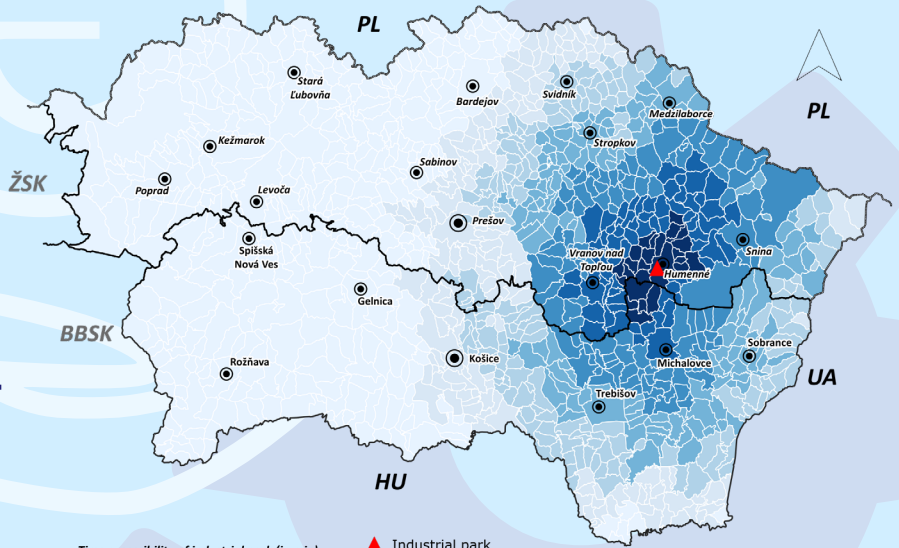 PL
Stará
Ľubovňa
Bardejov
Svidník
Medzilaborce
PL
Stropkov
Kežmarok
Sabinov
ŽSK
Poprad
Levoča
Prešov
Spišská
Nová Ves
Vranov nad
Topľou
Snina
Humenné
Gelnica
BBSK
Košice
Michalovce
Sobrance
Rožňava
UA
Trebišov
HU
Industrial park